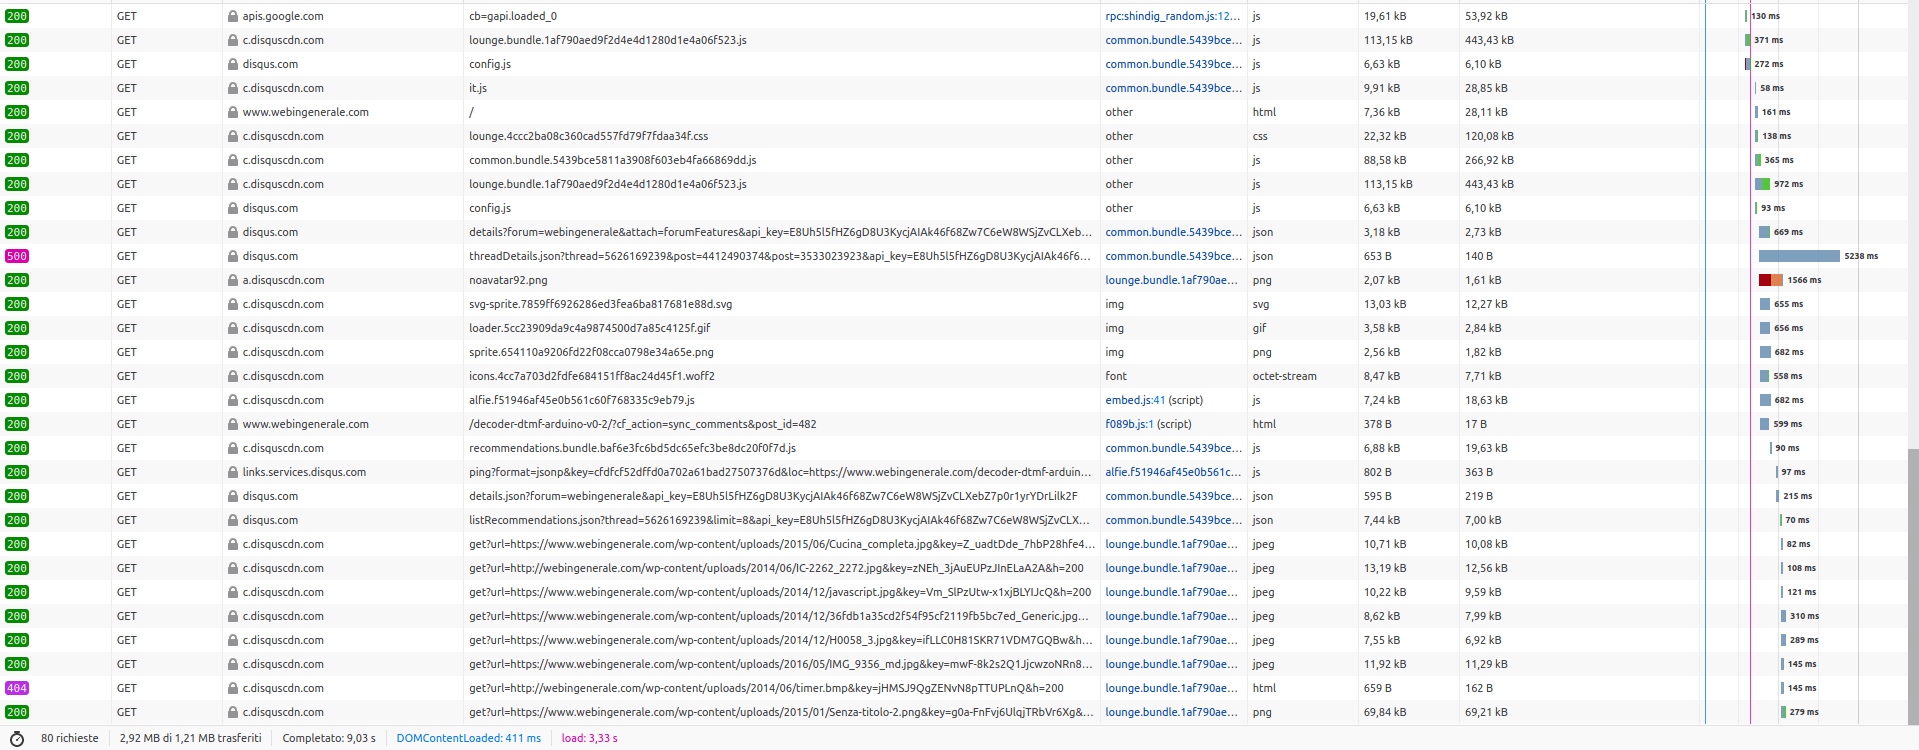 200 GET apis.google.com cb=gapi.loaded_0 rpc:shindig_random.js:12... js 19,61 kB 53,92 kB 130 ms
200 GET c.disquscdn.com lounge.bundle.1af790aed9f2d4e4d1280d1e4a06f523.js common.bundle.5439bce... js 113,15 kB 443,43 kB 371 ms
200 GET disqus.com config.js common.bundle.5439bce... js 6,63 kB 6,10 kB 272 ms
200 GET c.disquscdn.com it.js common.bundle.5439bce... js 9,91 kB 28,85 kB 58 ms
200 GET www.webingenerale.com / other html 7,36 kB 28,11 kB 161 ms
200 GET c.disquscdn.com lounge.4ccc2ba08c360cad557fd79f7fdaa34f.css other css 22,32 kB 120,08 kB 138 ms
200 GET c.disquscdn.com common.bundle.5439bce5811a3908f603eb4fa66869dd.js other js 88,58 kB 266,92 kB 365 ms
200 GET c.disquscdn.com lounge.bundle.1af790aed9f2d4e4d1280d1e4a06f523.js other js 113,15 kB 443,43 kB 972 ms
200 GET disqus.com config.js other js 6,63 kB 6,10 kB 93 ms
200 GET disqus.com details?forum=webingenerale&attach=forumFeatures&api_key=E8Uh5l5fHZ6gD8U3KycjAIAk46f68Zw7C6eW8WSjZvCLXeb... common.bundle.5439bce... json 3,18 kB 2,73 kB 669 ms
500 GET disqus.com threadDetails.json?thread=5626169239&post=4412490374&post=3533023923&api_key=E8Uh5l5fHZ6gD8U3KycjAIAk46f6... common.bundle.5439bce... json 653 B 140 B 5238 ms
200 GET a.disquscdn.com noavatar92.png lounge.bundle.1af790ae... png 2,07 kB 1,61 kB 1566 ms
200 GET c.disquscdn.com svg-sprite.7859ff6926286ed3fea6ba817681e88d.svg img svg 13,03 kB 12,27 kB 655 ms
200 GET c.disquscdn.com loader.5cc23909da9c4a9874500d7a85c4125f.gif img gif 3,58 kB 2,84 kB 656 ms
200 GET c.disquscdn.com sprite.654110a9206fd22f08cca0798e34a65e.png img png 2,56 kB 1,82 kB 682 ms
200 GET c.disquscdn.com icons.4cc7a703d2fdfe684151ff8ac24d45f1.woff2 font octet-stream 8,47 kB 7,71 kB 558 ms
200 GET c.disquscdn.com alfie.f51946af45e0b561c60f768335c9eb79.js embed.js:41 (script) js 7,24 kB 18,63 kB 682 ms
200 GET www.webingenerale.com /decoder-dtmf-arduino-v0-2/?cf_action=sync_comments&post_id=482 f089b.js:1 (script) html 378 B 17 B 599 ms
200 GET c.disquscdn.com recommendations.bundle.baf6e3fc6bd5dc65efc3be8dc20f0f7d.js common.bundle.5439bce... js 6,88 kB 19,63 kB 90 ms
200 GET links.services.disqus.com ping?format=jsonp&key=cfdfcf52dffd0a702a61bad27507376d&loc=https://www.webingenerale.com/decoder-dtmf-arduin... alfie.f51946af45e0b561c... js 802 B 363 B 97 ms
200 GET disqus.com details.json?forum=webingenerale&api_key=E8Uh5l5fHZ6gD8U3KycjAIAk46f68Zw7C6eW8WSjZvCLXebZ7p0r1yrYDrLilk2F common.bundle.5439bce... json 595 B 219 B 215 ms
200 GET disqus.com listRecommendations.json?thread=5626169239&limit=8&api_key=E8Uh5l5fHZ6gD8U3KycjAIAk46f68Zw7C6eW8WSjZvCLX... common.bundle.5439bce... json 7,44 kB 7,00 kB 70 ms
200 GET c.disquscdn.com get?url=https://www.webingenerale.com/wp-content/uploads/2015/06/Cucina_completa.jpg&key=Z_uadtDde_7hbP28hfe4... lounge.bundle.1af790ae... jpeg 10,71 kB 10,08 kB 82 ms
200 GET c.disquscdn.com get?url=http://webingenerale.com/wp-content/uploads/2014/06/IC-2262_2272.jpg&key=zNEh_3jAuEUPzJInELaA2A&h=200 lounge.bundle.1af790ae... jpeg 13,19 kB 12,56 kB 108 ms
200 GET c.disquscdn.com get?url=https://www.webingenerale.com/wp-content/uploads/2014/12/javascript.jpg&key=Vm_SlPzUtw-x1xjBLYIJcQ&h=200 lounge.bundle.1af790ae... jpeg 10,22 kB 9,59 kB 121 ms
200 GET c.disquscdn.com get?url=https://www.webingenerale.com/wp-content/uploads/2014/12/36fdb1a35cd2f54f95cf2119fb5bc7ed_Generic.jpg... lounge.bundle.1af790ae... jpeg 8,62 kB 7,99 kB 310 ms
200 GET c.disquscdn.com get?url=https://www.webingenerale.com/wp-content/uploads/2014/12/H0058_3.jpg&key=ifLLC0H81SKR71VDM7GQBw&h... lounge.bundle.1af790ae... jpeg 7,55 kB 6,92 kB 289 ms
200 GET c.disquscdn.com get?url=https://www.webingenerale.com/wp-content/uploads/2016/05/IMG_9356_md.jpg&key=mwF-8k2s2Q1JjcwzoNRn8... lounge.bundle.1af790ae... jpeg 11,92 kB 11,29 kB 145 ms
404 GET c.disquscdn.com get?url=http://webingenerale.com/wp-content/uploads/2014/06/timer.bmp&key=jHMSJ9QgZENvN8pTTUPLnQ&h=200 lounge.bundle.1af790ae... html 659 B 162 B 145 ms
200 GET c.disquscdn.com get?url=https://www.webingenerale.com/wp-content/uploads/2015/01/Senza-titolo-2.png&key=g0a-FnFvj6UlqjTRbVr6Xg&... lounge.bundle.1af790ae... png 69,84 kB 69,21 kB 279 ms
80 richieste 2,92 MB di 1,21 MB trasferiti Completato: 9,03 s DOMContentLoaded: 411 ms load: 3,33 s